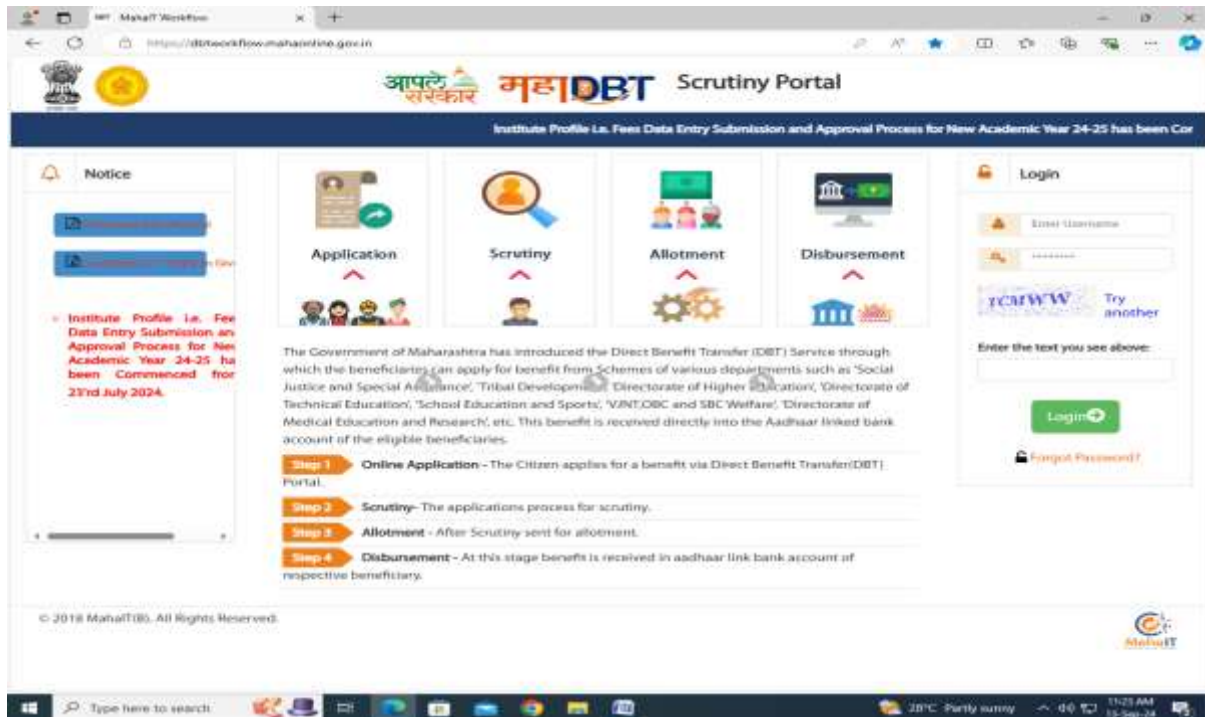 MahaIT Workflow
https://dbtworkflow.mahaonline.gov.in
आपले सरकार
महाDBT
Scrutiny Portal
Institute Profile i.e. Fees Data Entry Submission and Approval Process for New Academic Year 24-25 has been Cor
Notice
Institute Profile i.e. Fee
Data Entry Submission an
Approval Process for Ne
Academic Year 24-25 ha
been Commenced fror
23'rd July 2024.
Application
Scrutiny
Allotment
Disbursement
The Government of Maharashtra has introduced the Direct Benefit Transfer (DBT) Service through
which the beneficiaries can apply for benefit from Schemes of various departments such as 'Social
Justice and Special Assistance', 'Tribal Development', 'Directorate of Higher Education', 'Directorate of
Technical Education', 'School Education and Sports', 'VJNT,OBC and SBC Welfare', 'Directorate of
Medical Education and Research', etc. This benefit is received directly into the Aadhaar linked bank
account of the eligible beneficiaries.
Step 1 Online Application - The Citizen applies for a benefit via Direct Benefit Transfer(DBT)
Portal.
Step 2 Scrutiny- The applications process for scrutiny.
Step 3 Allotment - After Scrutiny sent for allotment.
Step 4 Disbursement - At this stage benefit is received in aadhaar link bank account of
respective beneficiary.
Login
Enter Username
YCMWW
Try
another
Enter the text you see above:
Login
Forgot Password?
© 2018 MahaIT(B). All Rights Reserved.
MahaIT
Type here to search
28°C Partly sunny
11:25 AM
15-Sep-24